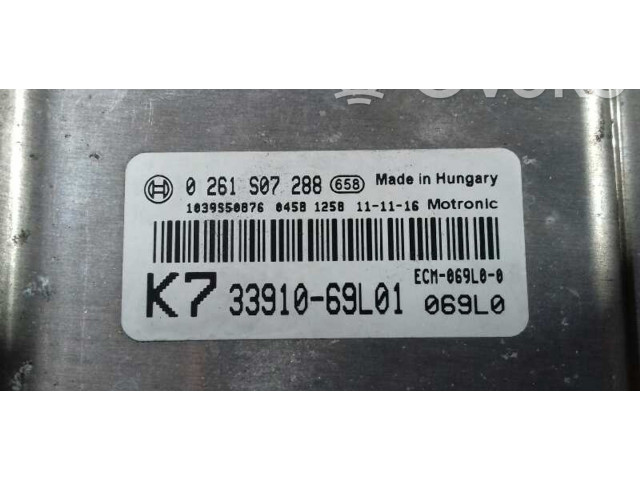 0 261 S07 288 658 Made in Hungary
1039S50876 0458 1258 11-11-16 Motronic
ECM-069L0-0
K7 33910-69L01 069L0